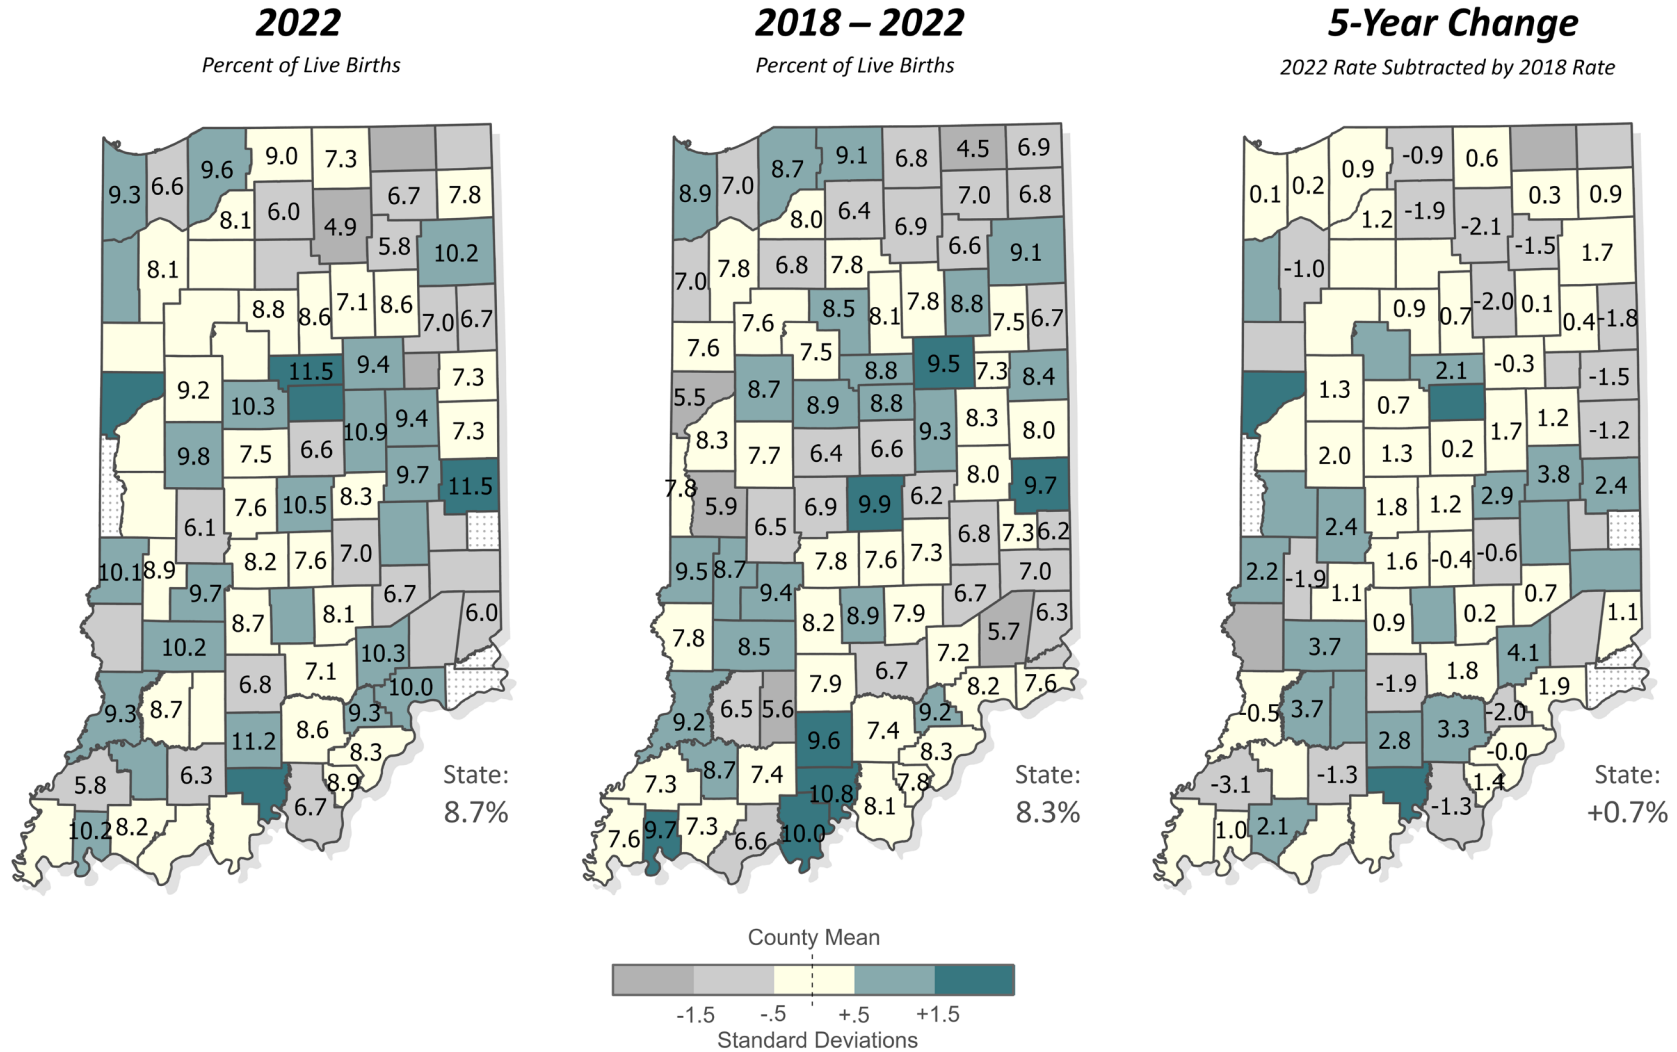 2022
Percent of Live Births
2018 – 2022
Percent of Live Births
5-Year Change
2022 Rate Subtracted by 2018 Rate
9.3 6.6 9.6 9.0 7.3
6.7 7.8
8.1 6.0 4.9
5.8 10.2
8.1
8.8 8.6 7.1 8.6 7.0 6.7
11.5 9.4 7.3
9.2 10.3
10.9 9.4 7.3
9.8 7.5 6.6
9.7 11.5
7.6 10.5 8.3
6.1
8.2 7.6 7.0
10.1 8.9 9.7 6.7
8.7 8.1 6.0
10.2 7.1 10.3
6.8 10.0
9.3 8.7 9.3
11.2 8.6 8.3
5.8 6.3 8.9
6.7
10.2 8.2
State:
8.7%
8.9 7.0 8.7 9.1 6.8 4.5 6.9
7.0 6.8
8.0 6.4 6.9
6.6 9.1
7.0 7.8 6.8 7.8
7.6 8.5 8.1 7.8 8.8 7.5 6.7
7.6 7.5 8.8 9.5 7.3 8.4
5.5 8.7 8.9 8.8
8.3 7.7 6.4 6.6 9.3 8.3 8.0
7.8 5.9 6.5 6.9 9.9 6.2 8.0 9.7
7.8 7.6 7.3 6.8 7.3 6.2
9.5 8.7 9.4 6.7 7.0
7.8 8.5 8.2 8.9 7.9 5.7 6.3
7.9 6.7 7.2
9.2 6.5 5.6 9.2 8.2 7.6
9.6 7.4 8.3
7.3 8.7 7.4 10.8 8.1 7.8
7.6 9.7 7.3 6.6 10.0
State:
8.3%
0.1 0.2 0.9 -0.9 0.6
0.3 0.9
1.2 -1.9 -2.1
-1.5 1.7
-1.0
0.9 0.7 -2.0 0.1 0.4 -1.8
2.1 -0.3 -1.5
1.3 0.7
1.7 1.2 -1.2
2.0 1.3 0.2
3.8 2.4
1.8 1.2 2.9
2.4
1.6 -0.4 -0.6
2.2 -1.9 1.1 0.7
0.9 0.2 1.1
3.7 1.8 4.1
-1.9 1.9
-0.5 3.7 -2.0
2.8 3.3 -0.0
-3.1 -1.3 1.4
-1.3
1.0 2.1
State:
+0.7%
County Mean
-1.5 -.5 +.5 +1.5
Standard Deviations